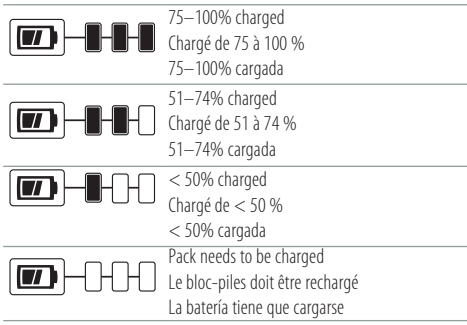 75–100% charged
Chargé de 75 à 100 %
75–100% cargada
51–74% charged
Chargé de 51 à 74 %
51–74% cargada
< 50% charged
Chargé de < 50 %
< 50% cargada
Pack needs to be charged
Le bloc-piles doit être rechargé
La batería tiene que cargarse